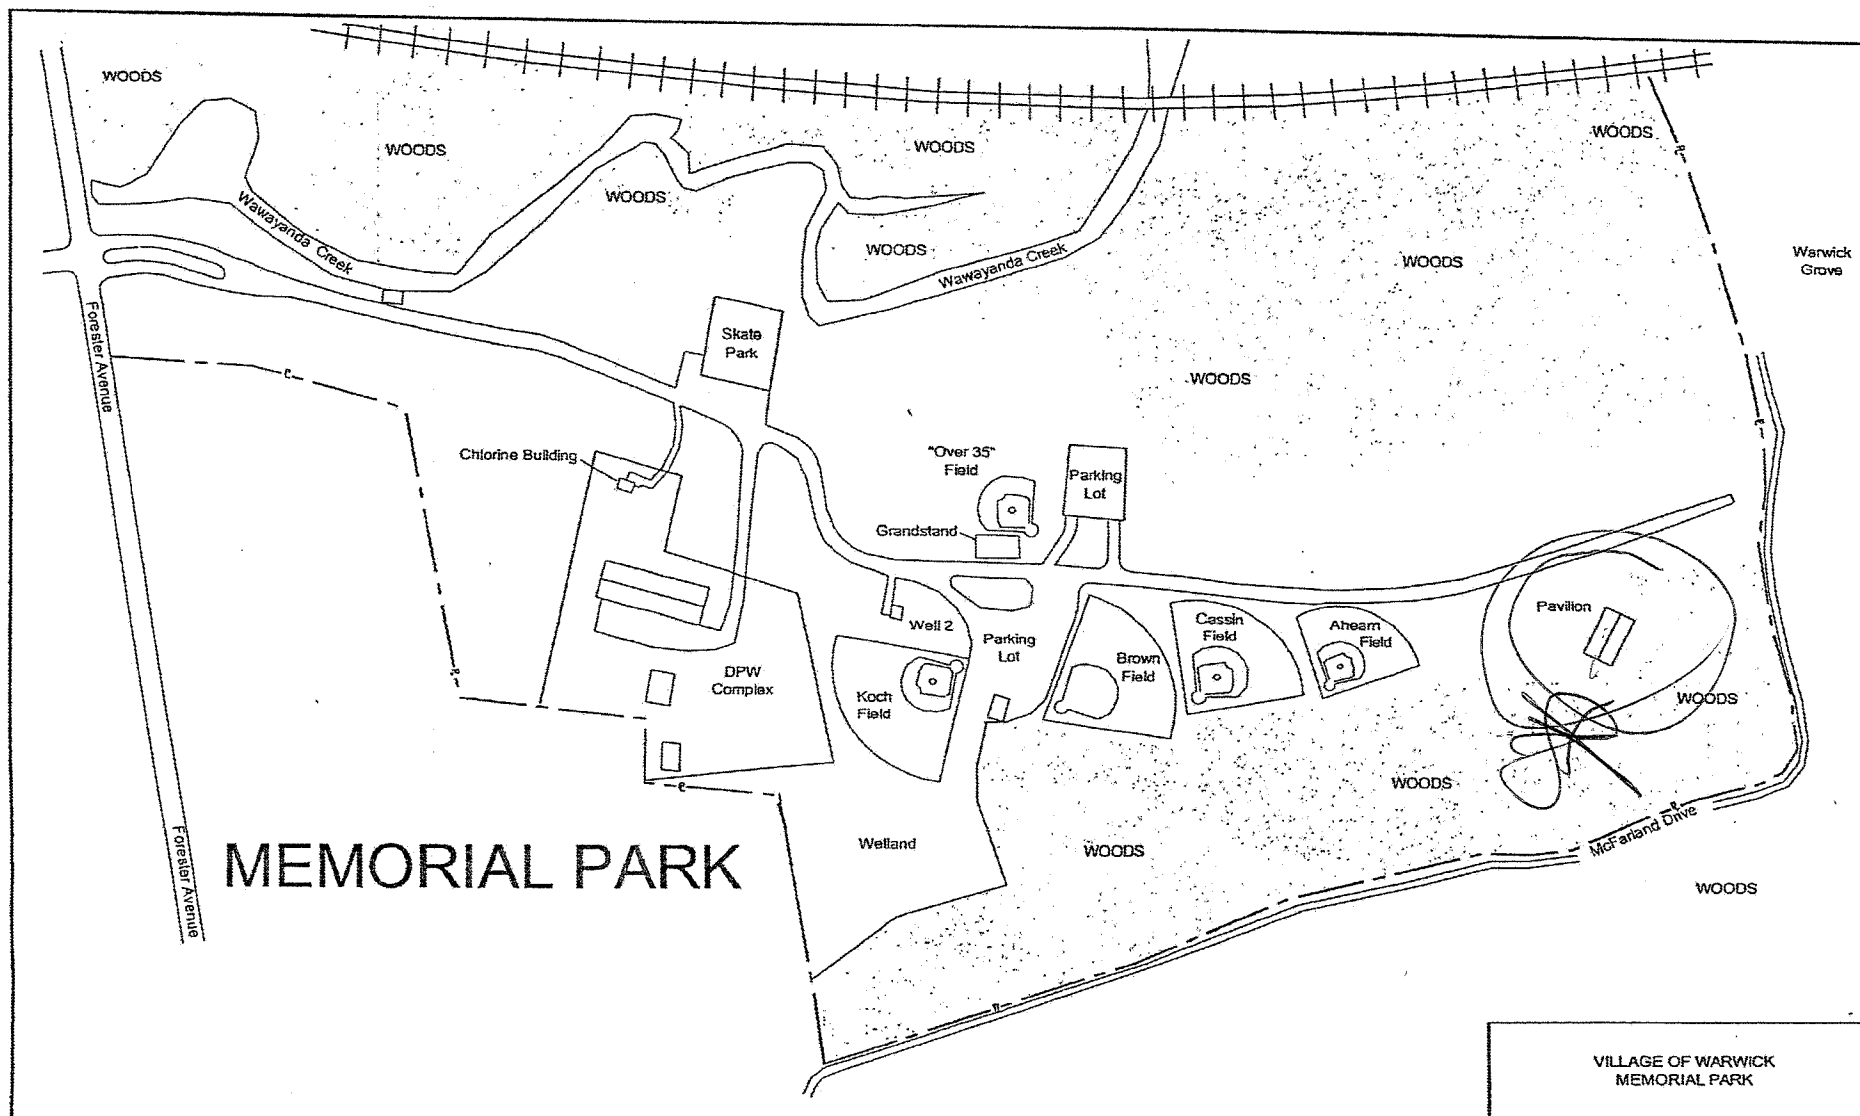 WOODS
WOODS
WOODS
WOODS
WOODS
WOODS
Wawayanda Creek
Wawayanda Creek
WOODS
Warwick
Grove
Forester Avenue
Skate
Park
WOODS
Chlorine Building
"Over 35"
Field
Parking
Lot
Grandstand
Pavilion
Well 2
Parking
Lot
Cassin
Field
Ahearn
Field
Brown
Field
DPW
Complex
Koch
Field
WOODS
WOODS
McFarland Drive
Forester Avenue
MEMORIAL PARK
Welland
WOODS
WOODS
VILLAGE OF WARWICK
MEMORIAL PARK